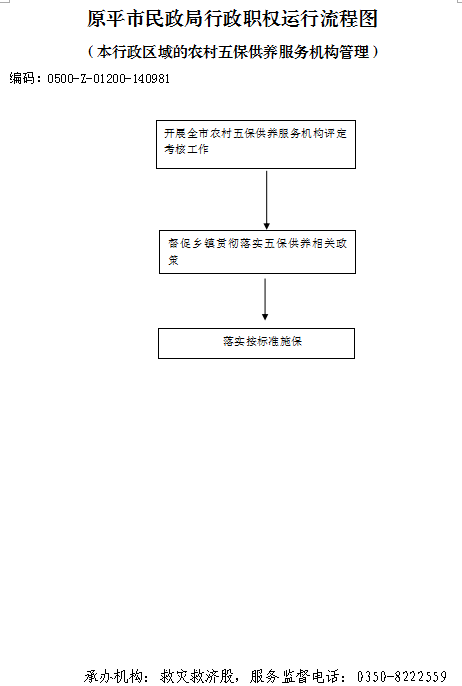 原平市民政局行政职权运行流程图
（本行政区域的农村五保供养服务机构管理）
编码：0500-Z-01200-140981
开展全市农村五保供养服务机构评定
考核工作
督促乡镇贯彻落实五保供养相关政
策
落实按标准施保
承办机构：救灾救济股，服务监督电话：0350-8222559